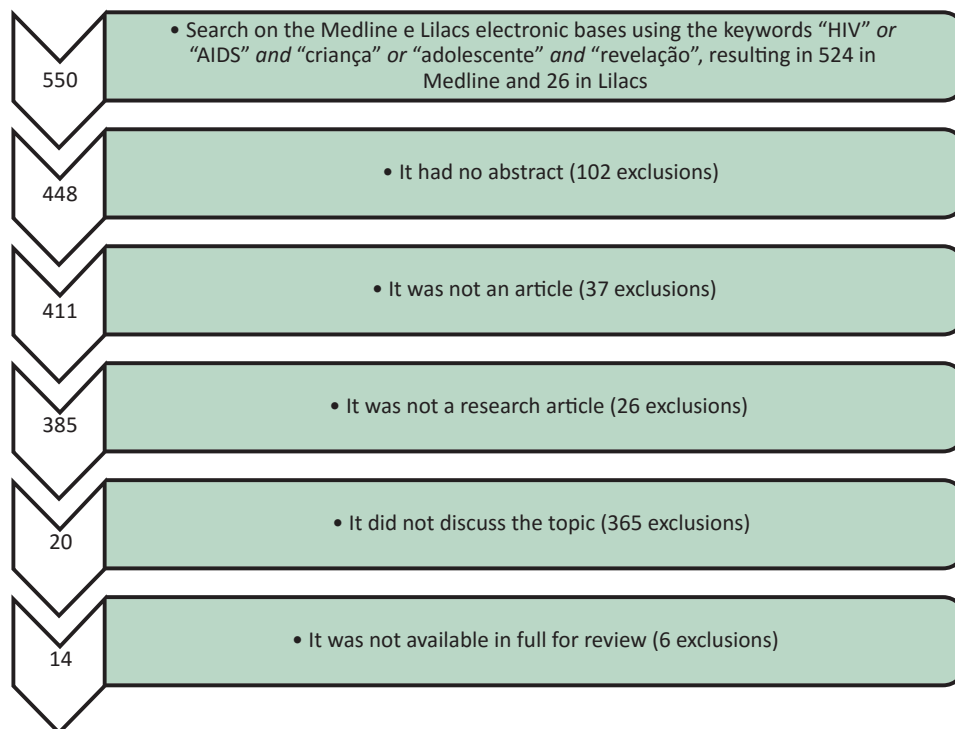 • Search on the Medline e Lilacs electronic bases using the keywords “HIV” or
“AIDS” and “criança” or “adolescente” and “revelação”, resulting in 524 in
Medline and 26 in Lilacs
550
• It had no abstract (102 exclusions)
448
• It was not an article (37 exclusions)
411
• It was not a research article (26 exclusions)
385
• It did not discuss the topic (365 exclusions)
20
• It was not available in full for review (6 exclusions)
14